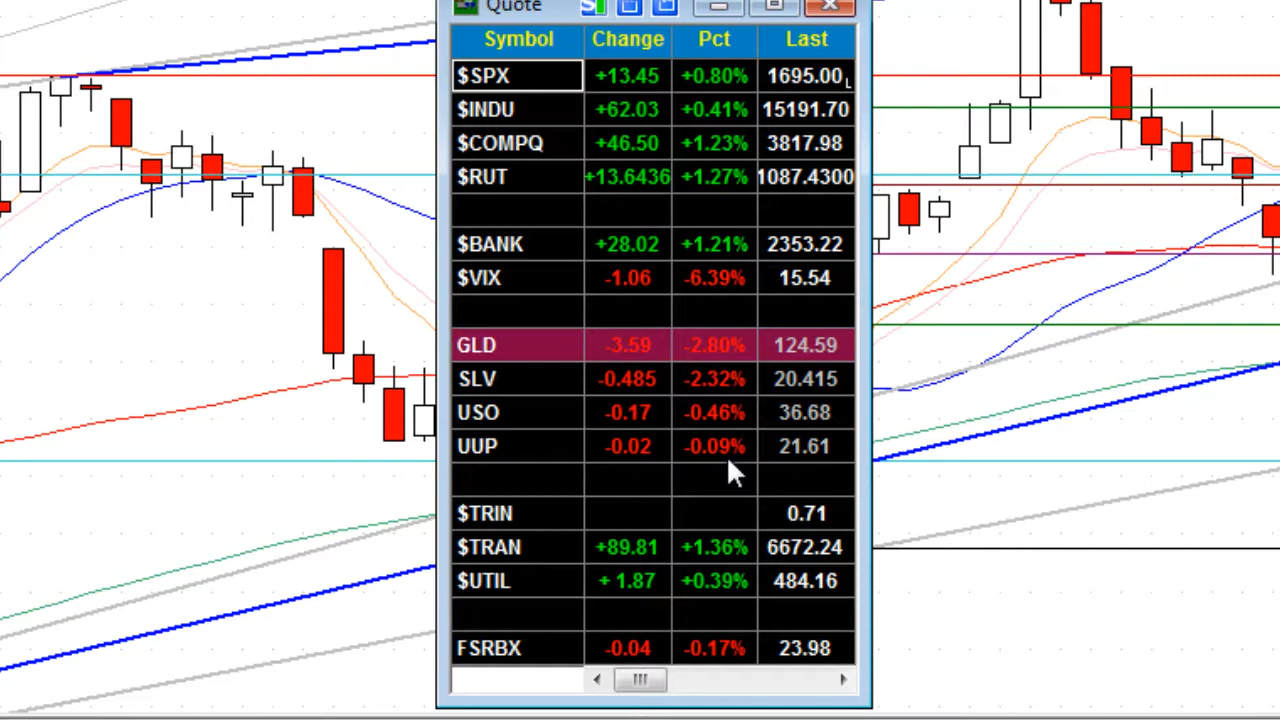 Quote
Symbol Change Pct Last
$SPX +13.45 +0.80% 1695.00 L
$INDU +62.03 +0.41% 15191.70
$COMPQ +46.50 +1.23% 3817.98
$RUT +13.6436 +1.27% 1087.4300
$BANK +28.02 +1.21% 2353.22
$VIX -1.06 -6.39% 15.54
GLD -3.59 -2.80% 124.59
SLV -0.485 -2.32% 20.415
USO -0.17 -0.46% 36.68
UUP -0.02 -0.09% 21.61
$TRIN 0.71
$TRAN +89.81 +1.36% 6672.24
$UTIL + 1.87 +0.39% 484.16
FSRBX -0.04 -0.17% 23.98